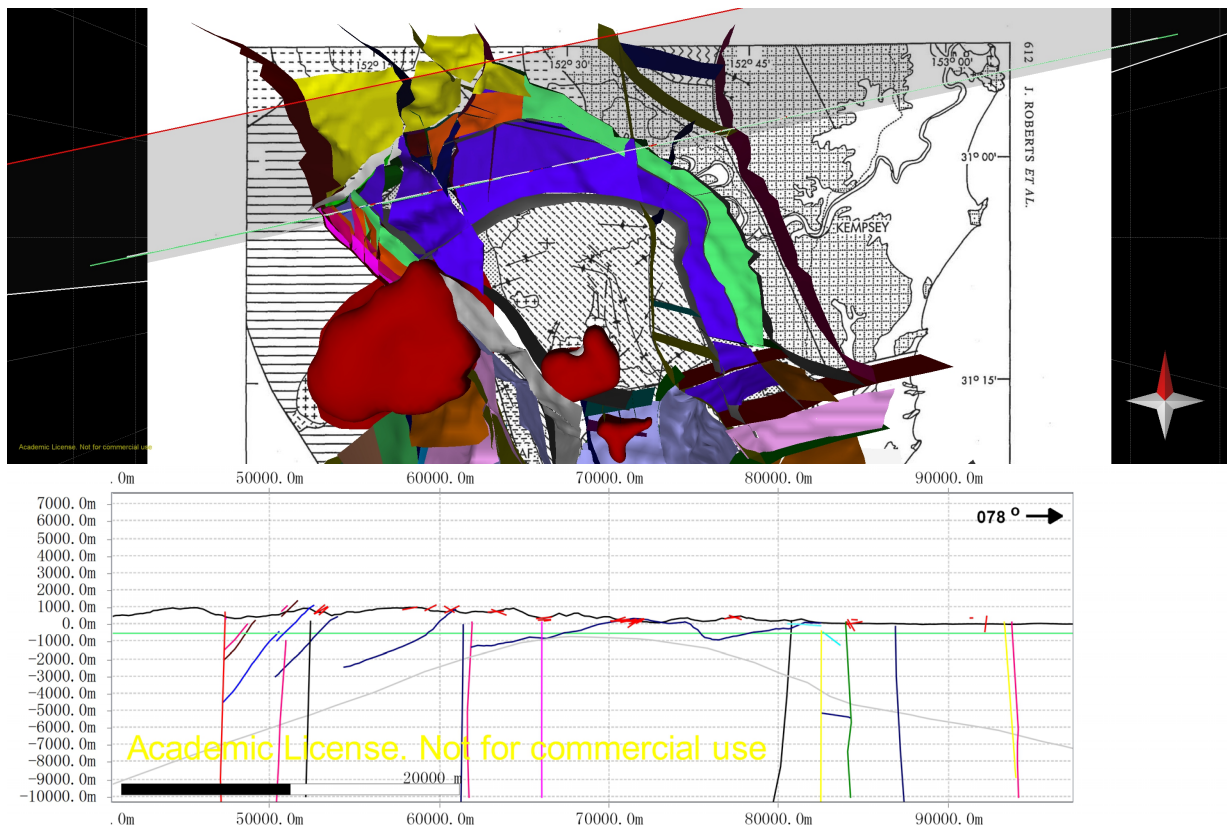 152° 1
152° 30
152° 45
153° 00'
612 J. ROBERTS ET AL.
31° 00'
KEMPSEY
31° 15'
Academic License. Not for commercial use
AF
.0m 50000.0m 60000.0m 70000.0m 80000.0m 90000.0m
078 ° →
7000.0m
6000.0m
5000.0m
4000.0m
3000.0m
2000.0m
1000.0m
0.0m
-1000.0m
-2000.0m
-3000.0m
-4000.0m
-5000.0m
-6000.0m
-7000.0m
-8000.0m
-9000.0m
-10000.0m
Academic License. Not for commercial use
20000 m
.0m 50000.0m 60000.0m 70000.0m 80000.0m 90000.0m